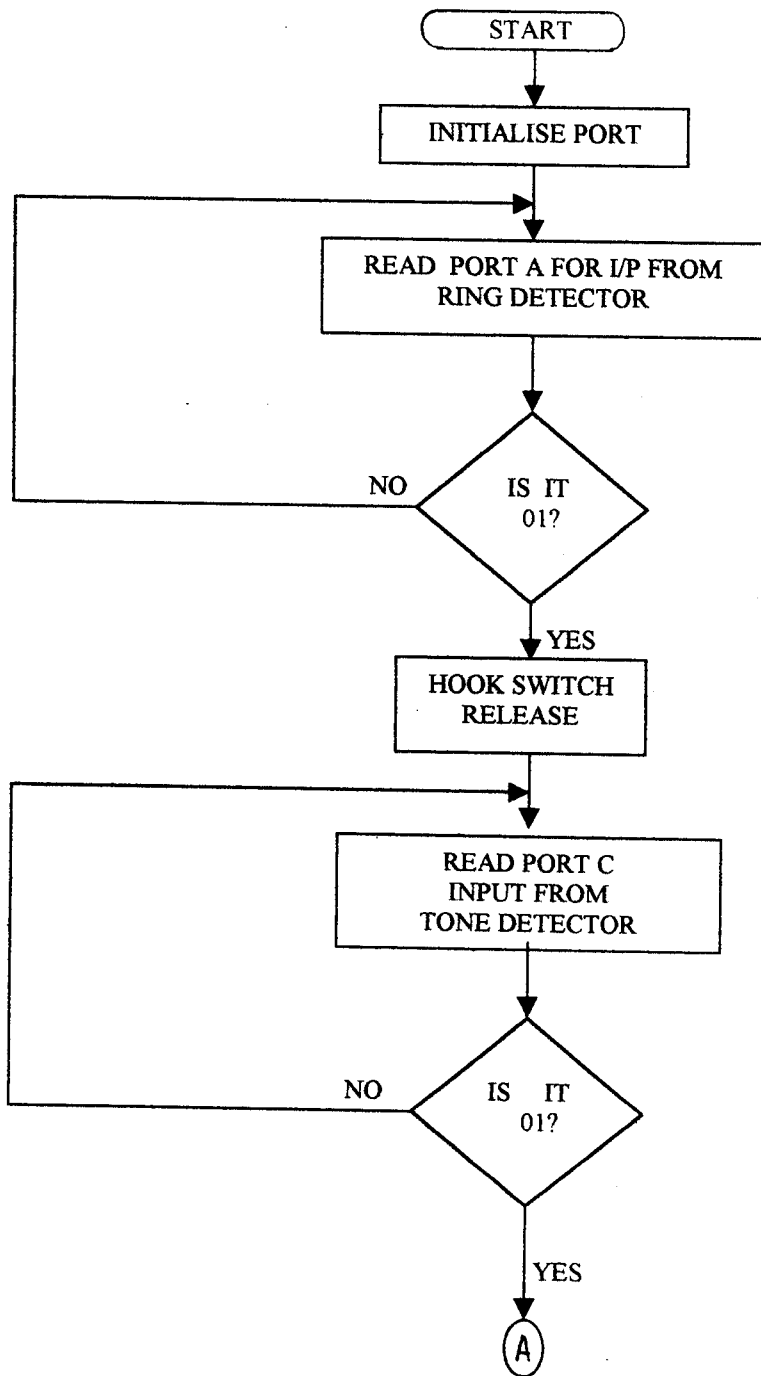 START
INITIALISE PORT
READ PORT A FOR I/P FROM
RING DETECTOR
NO
IS IT
01?
YES
HOOK SWITCH
RELEASE
READ PORT C
INPUT FROM
TONE DETECTOR
NO
IS IT
01?
YES
A